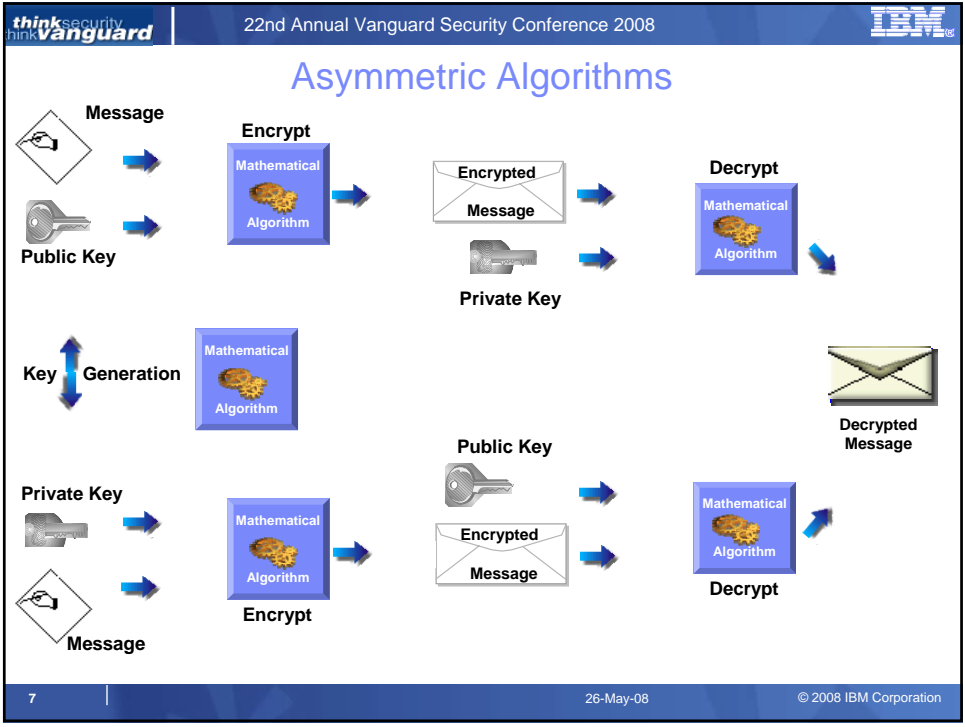 thinksecurity
thinkvanguard
22nd Annual Vanguard Security Conference 2008
IBM®
Asymmetric Algorithms
Message
Encrypt
Mathematical
Algorithm
Public Key
Encrypted
Message
Private Key
Decrypt
Mathematical
Algorithm
Key Generation
Mathematical
Algorithm
Decrypted
Message
Public Key
Private Key
Mathematical
Algorithm
Encrypt
Message
Encrypted
Message
Mathematical
Algorithm
Decrypt
7
26-May-08
© 2008 IBM Corporation